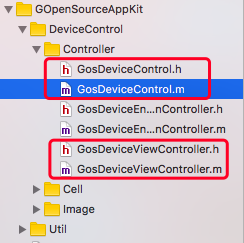 GOpenSourceAppKit
DeviceControl
Controller
h GosDeviceControl.h
m GosDeviceControl.m
h GosDeviceEn...nController.h
m GosDeviceEn...nController.m
h GosDeviceViewController.h
m GosDeviceViewController.m
Cell
Image
Util